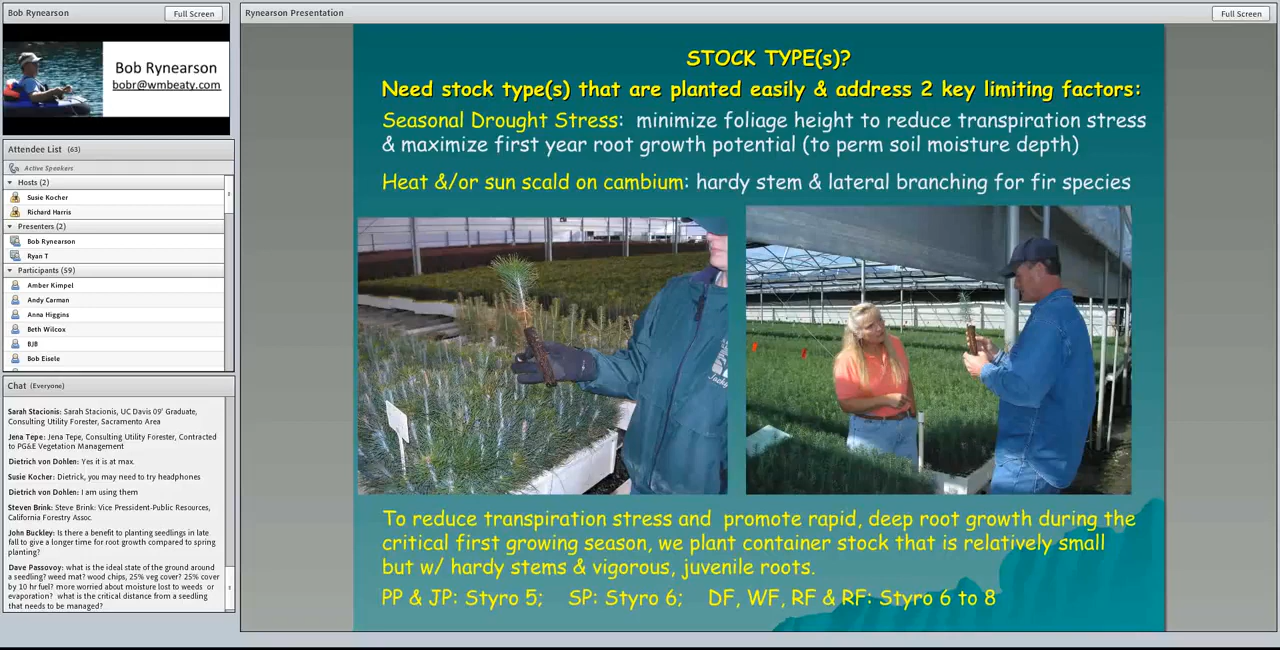 Bob Rynearson
Full Screen
Bob Rynearson
bobr@wmbeaty.com
Attendee List (63)
Active Speakers
Hosts (2)
Susie Kocher
Richard Harris
Presenters (2)
Bob Rynearson
Ryan T
Participants (59)
Amber Kimpel
Andy Carman
Anna Higgins
Beth Wilcox
BJB
Bob Eisele
Chat (Everyone)
Sarah Stacionis: Sarah Stacionis, UC Davis 09' Graduate,
Consulting Utility Forester, Sacramento Area
Jena Tepe: Jena Tepe, Consulting Utility Forester, Contracted
to PG&E Vegetation Management
Dietrich von Dohlen: Yes it is at max.
Susie Kocher: Dietrick, you may need to try headphones
Dietrich von Dohlen: I am using them
Steven Brink: Steve Brink: Vice President-Public Resources,
California Forestry Assoc.
John Buckley: Is there a benefit to planting seedlings in late
fall to give a longer time for root growth compared to spring
planting?
Dave Passovoy: what is the ideal state of the ground around
a seedling? weed mat? wood chips, 25% veg cover? 25% cover
by 10 hr fuel? more worried about moisture lost to weeds or
evaporation? what is the critical distance from a seedling
that needs to be managed?
Rynearson Presentation
Full Screen
STOCK TYPE(s)?
Need stock type(s) that are planted easily & address 2 key limiting factors:
Seasonal Drought Stress: minimize foliage height to reduce transpiration stress
& maximize first year root growth potential (to perm soil moisture depth)
Heat &/or sun scald on cambium: hardy stem & lateral branching for fir species
To reduce transpiration stress and promote rapid, deep root growth during the
critical first growing season, we plant container stock that is relatively small
but w/ hardy stems & vigorous, juvenile roots.
PP & JP: Styro 5; SP: Styro 6; DF, WF, RF & RF: Styro 6 to 8